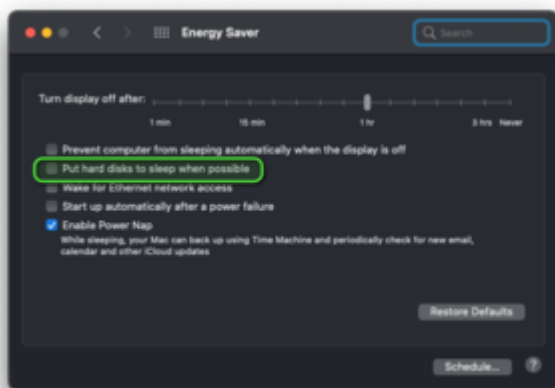 Energy Saver
Search
Turn display off after:
1 min 15 min 1 hr 3 hrs Never
Prevent computer from sleeping automatically when the display is off
Put hard disks to sleep when possible
Wake for Ethernet network access
Start up automatically after a power failure
Enable Power Nap
While sleeping, your Mac can back up using Time Machine and periodically check for new email,
calendar and other iCloud updates
Restore Defaults
Schedule... ?